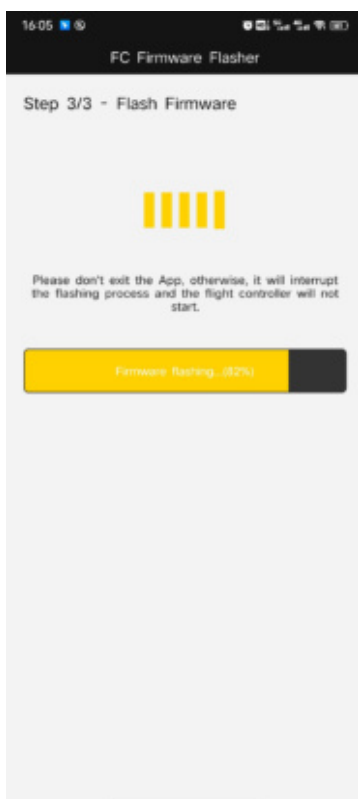 16:05
FC Firmware Flasher
Step 3/3 - Flash Firmware
Please don't exit the App, otherwise, it will interrupt
the flashing process and the flight controller will not
start.
Firmware flashing...(82%)